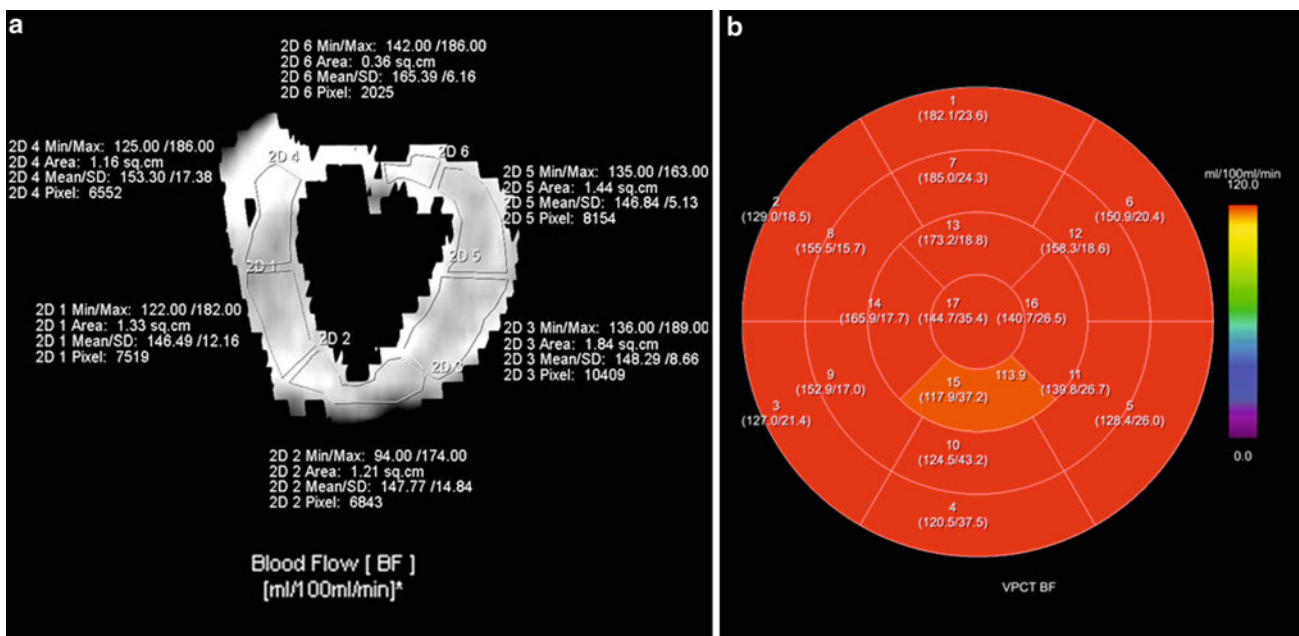 a
2D 6 Min/Max: 142.00 /186.00
2D 6 Area: 0.36 sq.cm
2D 6 Mean/SD: 165.39 /6.16
2D 6 Pixel: 2025
2D 4 Min/Max: 125.00 /186.00
2D 4 Area: 1.16 sq.cm
2D 4 Mean/SD: 153.30 /17.38
2D 4 Pixel: 6552
2D 4
2D 6
2D 5 Min/Max: 135.00 /163.00
2D 5 Area: 1.44 sq.cm
2D 5 Mean/SD: 146.84 /5.13
2D 5 Pixel: 8154
2D 1
2D 5
2D 1 Min/Max: 122.00 /182.00
2D 1 Area: 1.33 sq.cm
2D 1 Mean/SD: 146.49 /12.16
2D 1 Pixel: 7519
2D 2
2D 3
2D 3 Min/Max: 136.00 /189.00
2D 3 Area: 1.84 sq.cm
2D 3 Mean/SD: 148.29 /8.66
2D 3 Pixel: 10409
2D 2 Min/Max: 94.00 /174.00
2D 2 Area: 1.21 sq.cm
2D 2 Mean/SD: 147.77 /14.84
2D 2 Pixel: 6843
Blood Flow [ BF ]
[ml/100ml/min]*
b
1
(182.1/23.6)
7
(185.0/24.3)
2
(129.0/18.5)
6
(150.9/20.4)
13
(173.2/18.8)
8
(155.5/15.7)
12
(158.3/18.6)
14
(165.9/17.7)
17
(144.7/35.4)
16
(140.7/26.5)
9
(152.9/17.0)
15
(117.9/37.2)
113.9
11
(139.8/26.7)
3
(127.0/21.4)
5
(128.4/26.0)
10
(124.5/43.2)
4
(120.5/37.5)
ml/100ml/min
120.0
0.0
VPCT BF